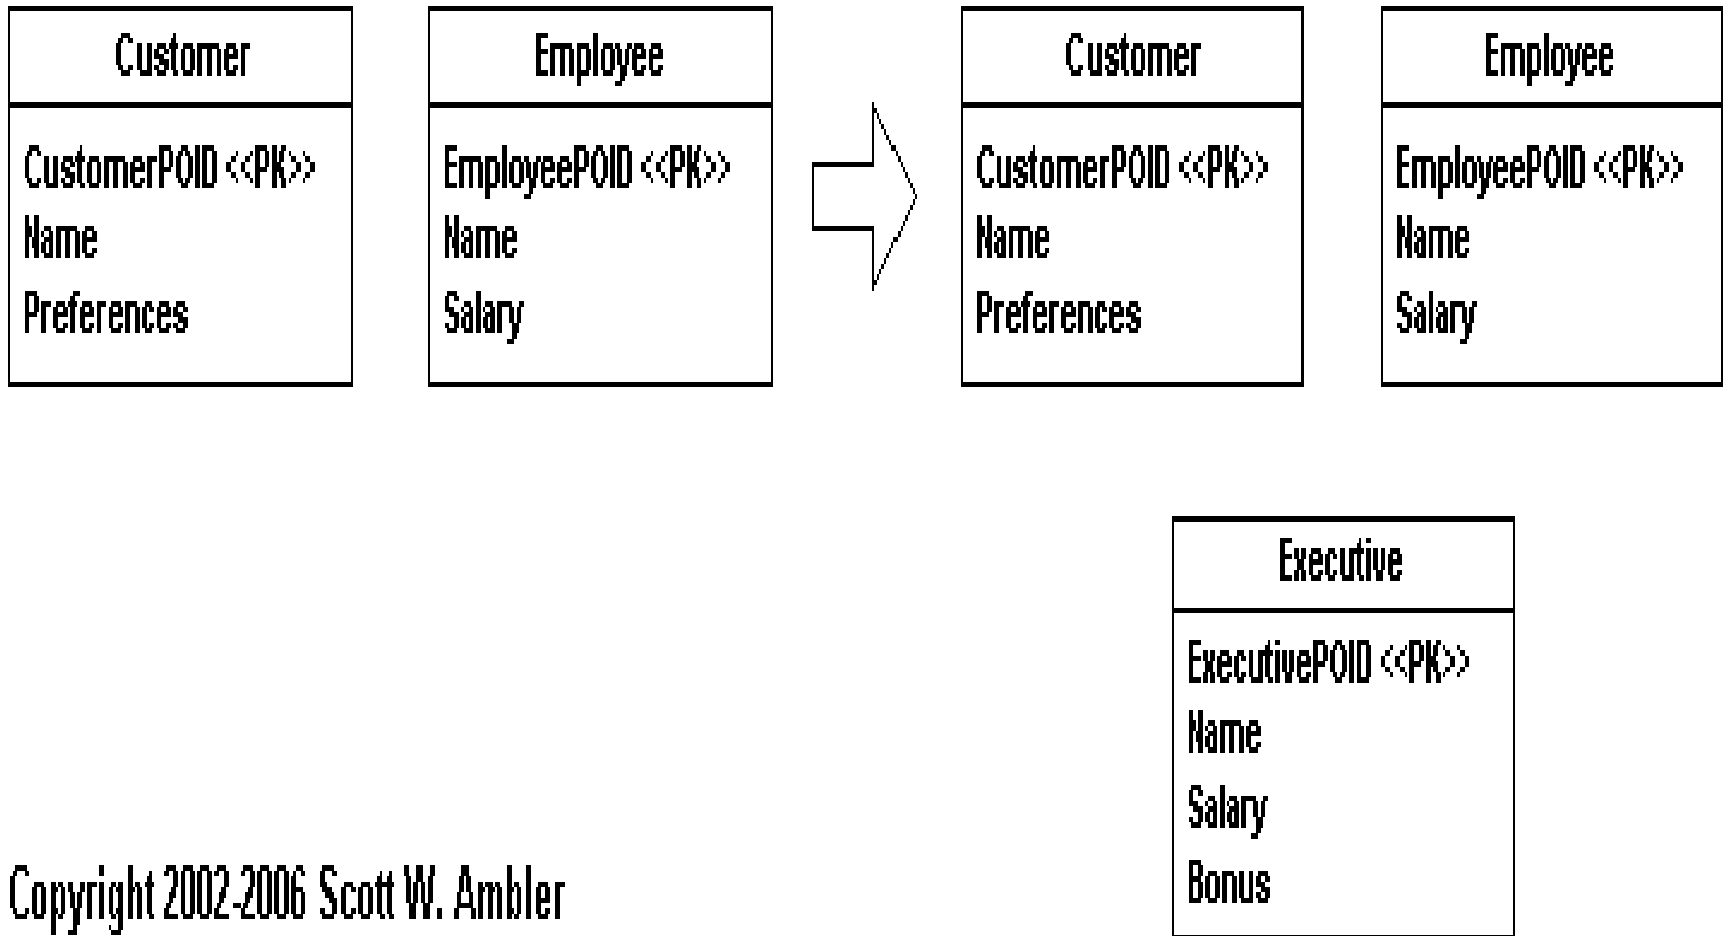 Customer
CustomerPOID <<PK>>
Name
Preferences
Employee
EmployeePOID <<PK>>
Name
Salary
Customer
CustomerPOID <<PK>>
Name
Preferences
Employee
EmployeePOID <<PK>>
Name
Salary
Executive
ExecutivePOID <<PK>>
Name
Salary
Bonus
Copyright 2002-2006 Scott W. Ambler